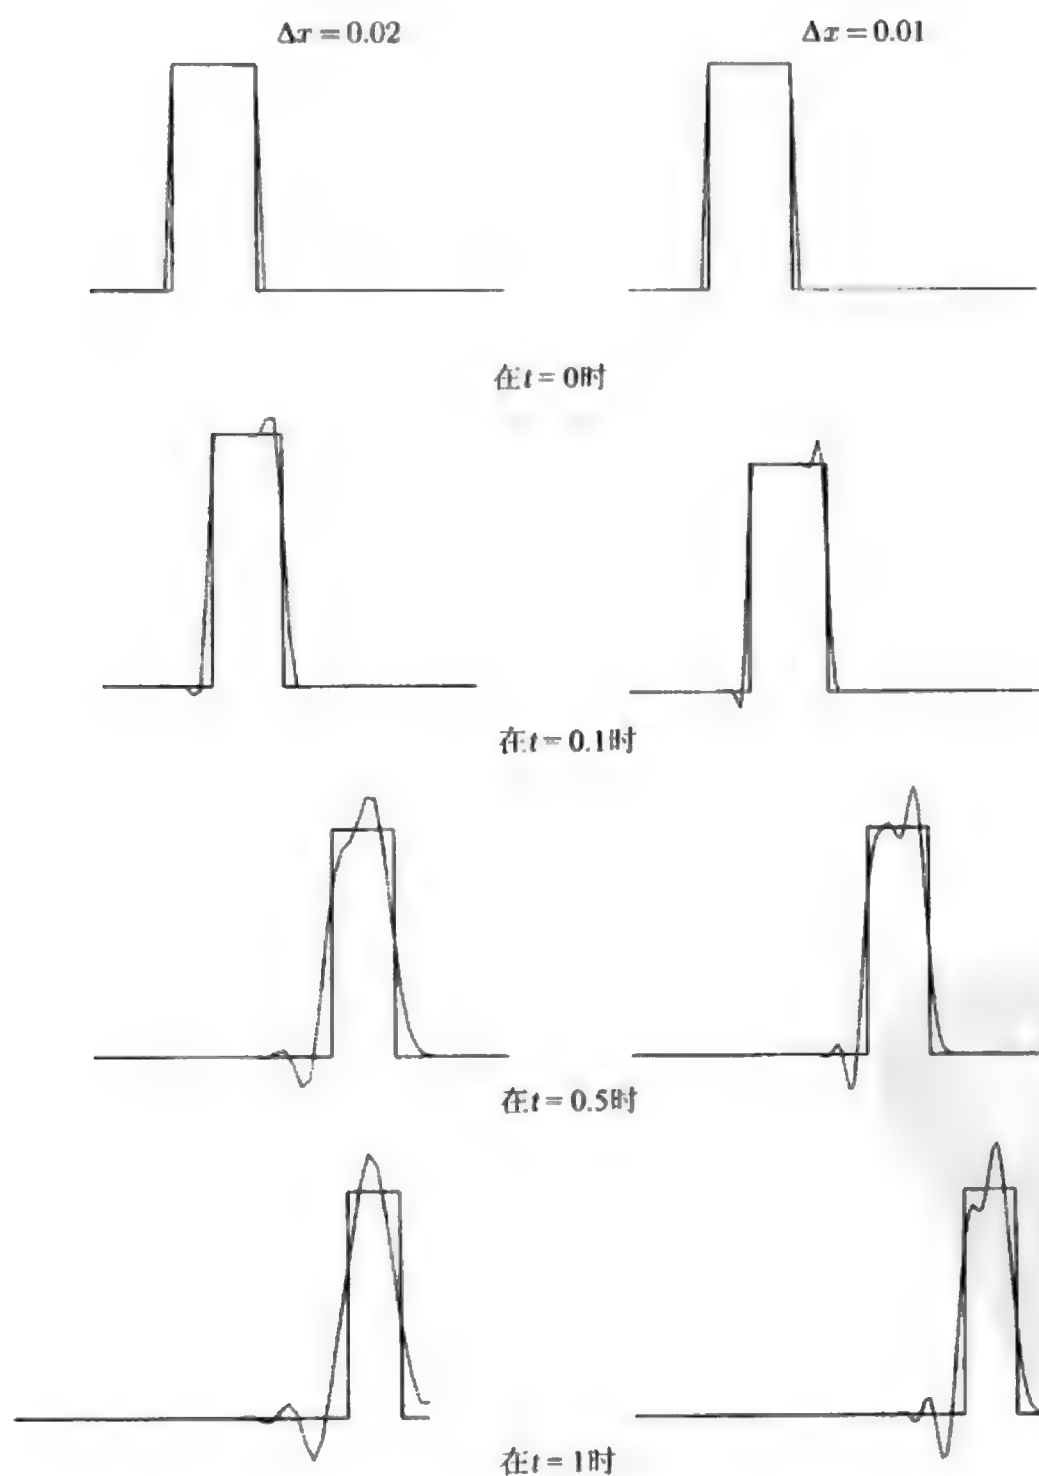 Δx = 0.02
Δx = 0.01
在t = 0时
在t = 0.1时
在t = 0.5时
在t = 1时